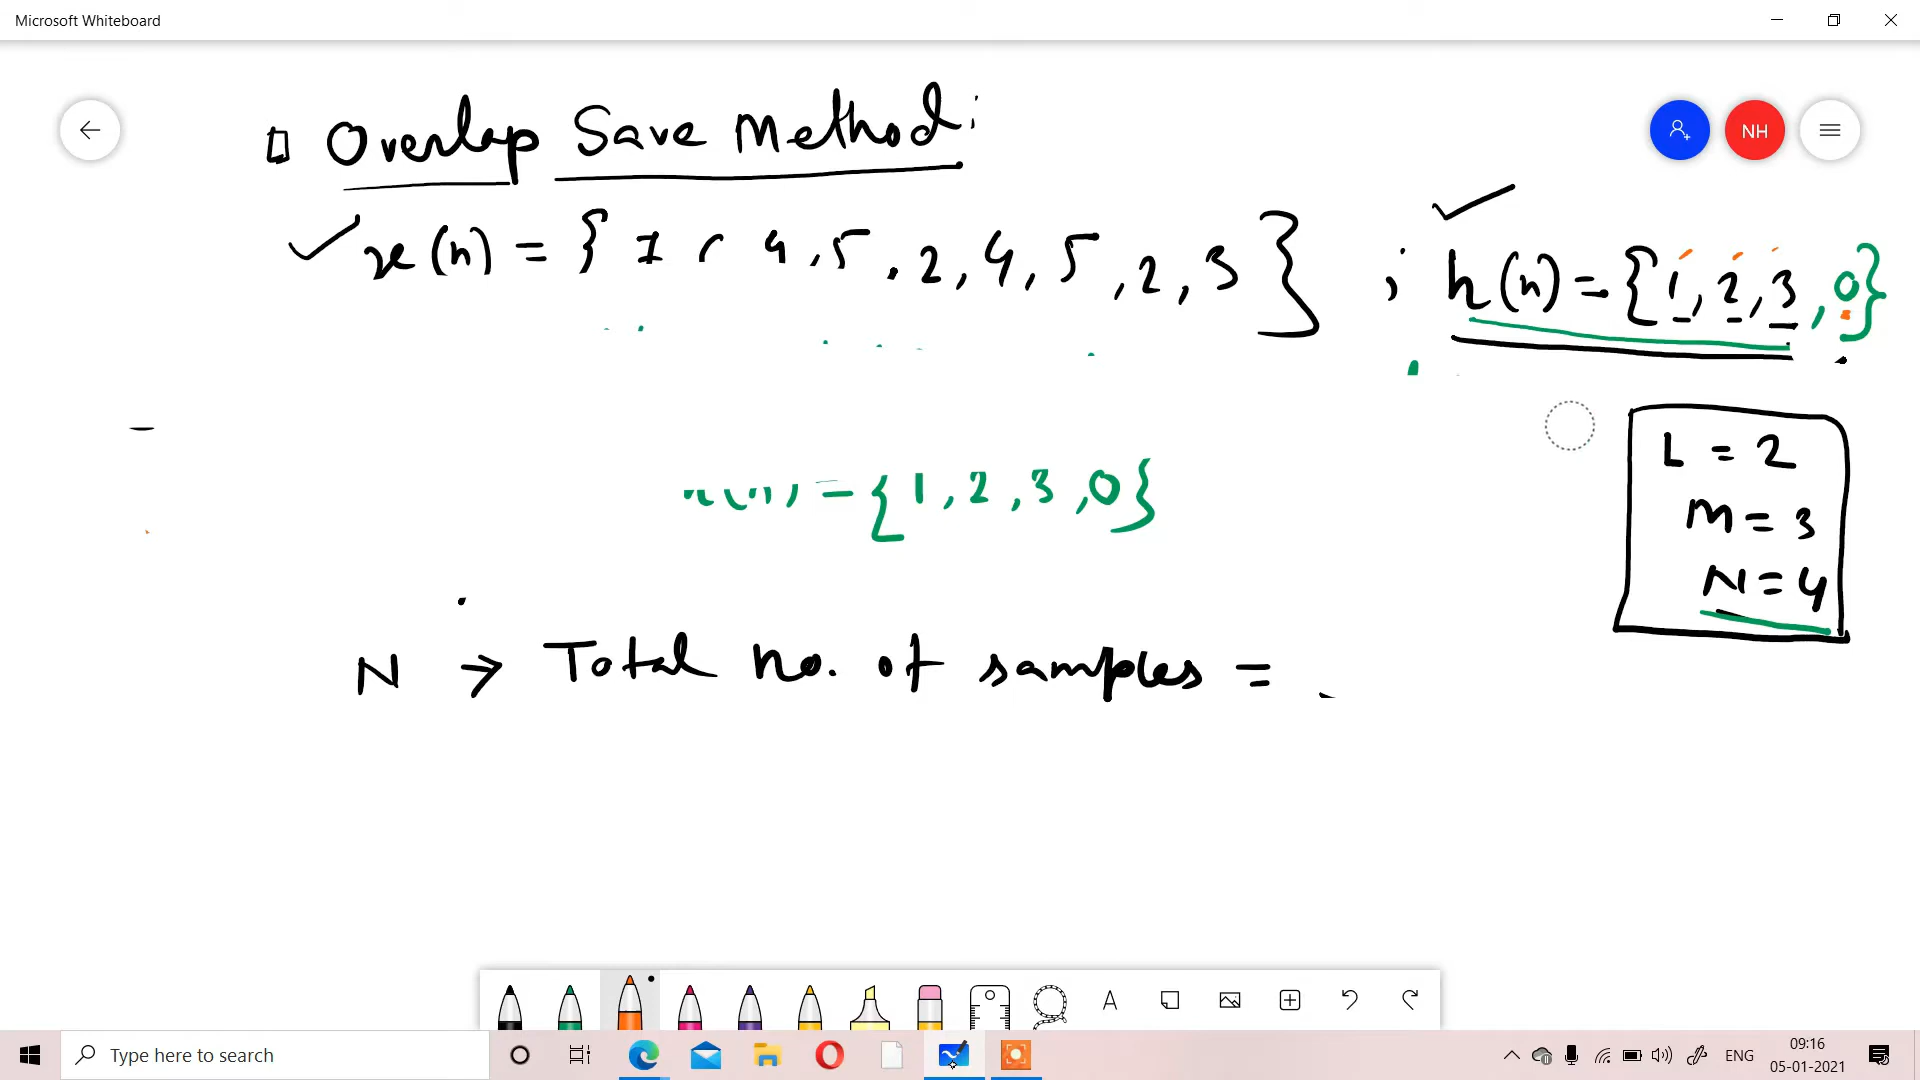 Microsoft Whiteboard
Overlap Save Method:
NH
x(n) = { 4, 5, 2, 4, 5, 2, 3 } ; h(n) = {1, 2, 3, 0}
= {1, 2, 3, 0}
L = 2
M = 3
N = 4
N → Total no. of samples =
A
Type here to search
ENG
09:16
05-01-2021